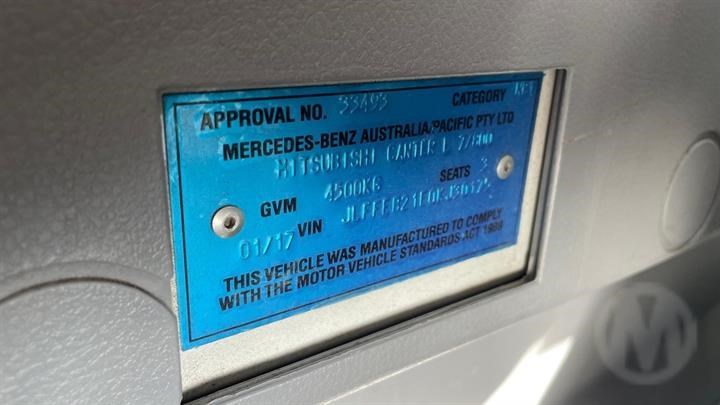 APPROVAL NO. 33493 CATEGORY
MERCEDES-BENZ AUSTRALIA/PACIFIC PTY LTD
MITSUBISHI CANTER L 7/800
GVM 4500KG SEATS 3
01/17 VIN
THIS VEHICLE WAS MANUFACTURED TO COMPLY
WITH THE MOTOR VEHICLE STANDARDS ACT 1989
M